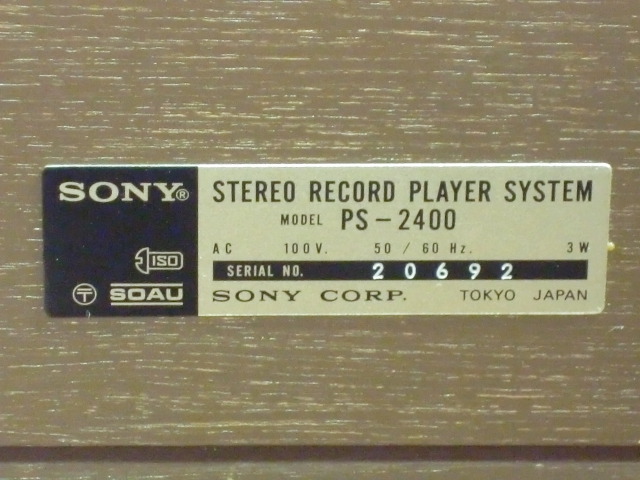 SONY®
ISO
〒 SOAU
STEREO RECORD PLAYER SYSTEM
MODEL PS-2400
AC 100V. 50 / 60 Hz. 3W
SERIAL NO. 20692
SONY CORP. TOKYO JAPAN